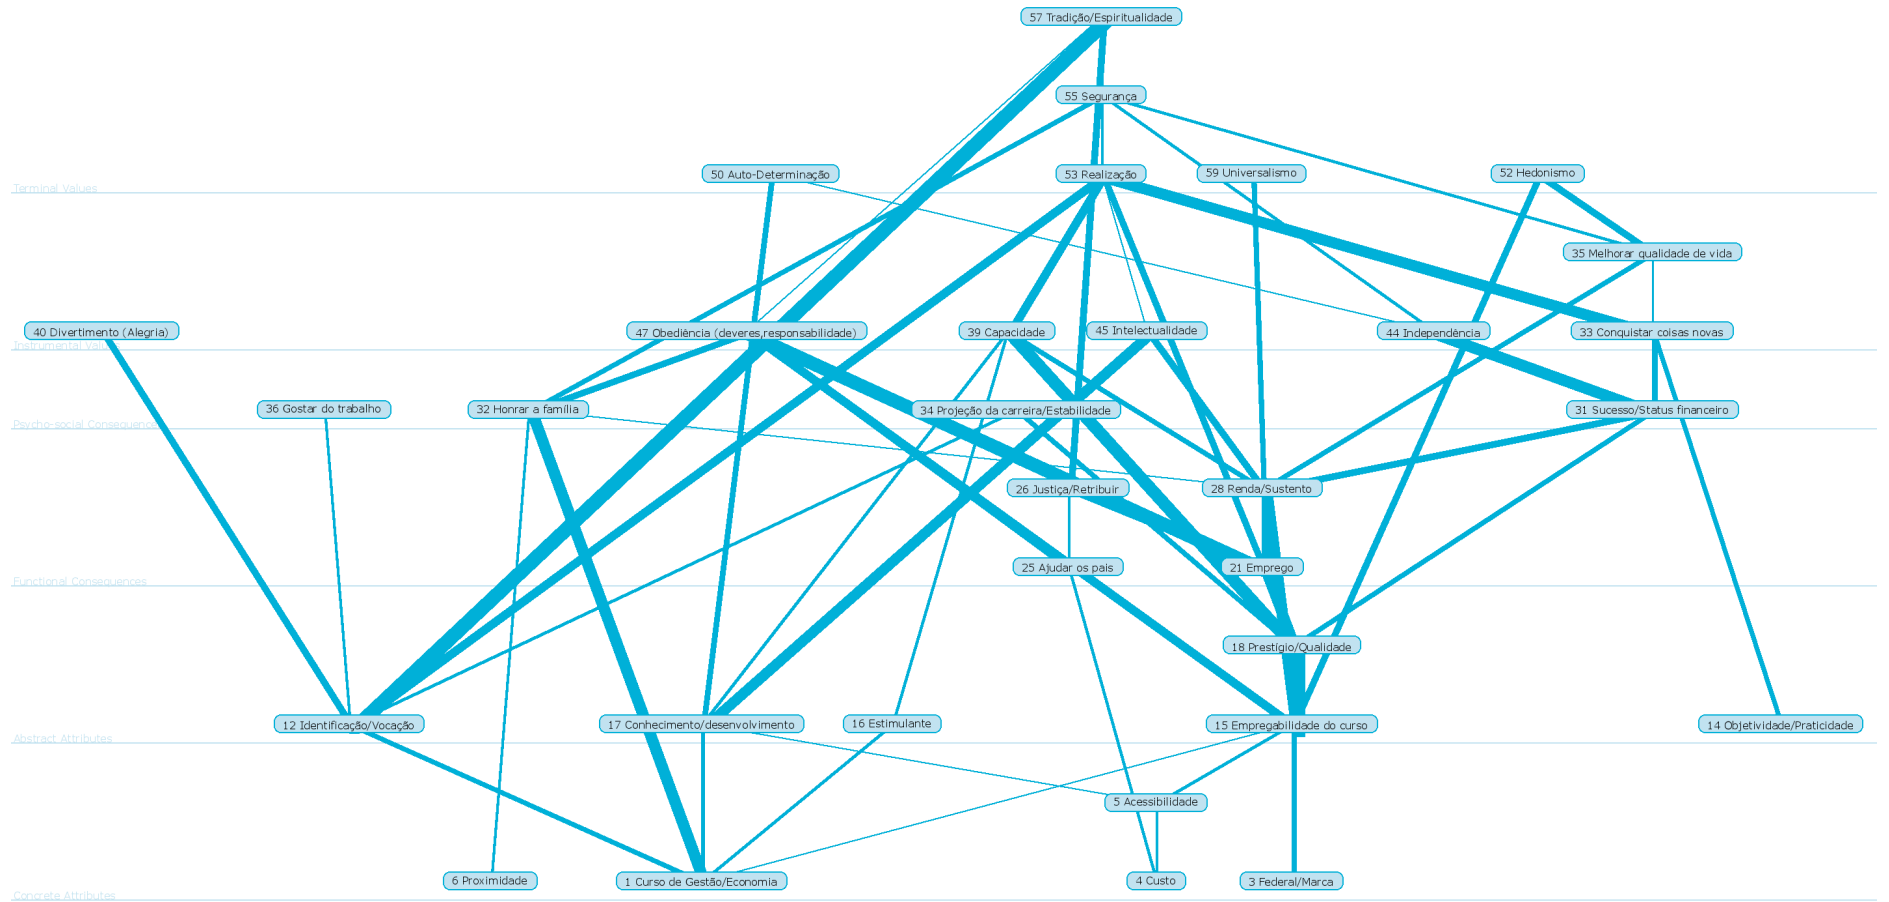 57 Tradição/Espiritualidade
55 Segurança
50 Auto-Determinação
53 Realização
59 Universalismo
52 Hedonismo
Terminal Values
35 Melhorar qualidade de vida
40 Divertimento (Alegria)
47 Obediência (deveres,responsabilidade)
39 Capacidade
45 Intelectualidade
44 Independência
33 Conquistar coisas novas
Instrumental Values
36 Gostar do trabalho
32 Honrar a família
34 Projeção da carreira/Estabilidade
31 Sucesso/Status financeiro
Psycho-social Consequences
26 Justiça/Retribuir
28 Renda/Sustento
25 Ajudar os pais
21 Emprego
Functional Consequences
18 Prestígio/Qualidade
12 Identificação/Vocação
17 Conhecimento/desenvolvimento
16 Estimulante
15 Empregabilidade do curso
14 Objetividade/Praticidade
Abstract Attributes
5 Acessibilidade
6 Proximidade
1 Curso de Gestão/Economia
4 Custo
3 Federal/Marca
Concrete Attributes